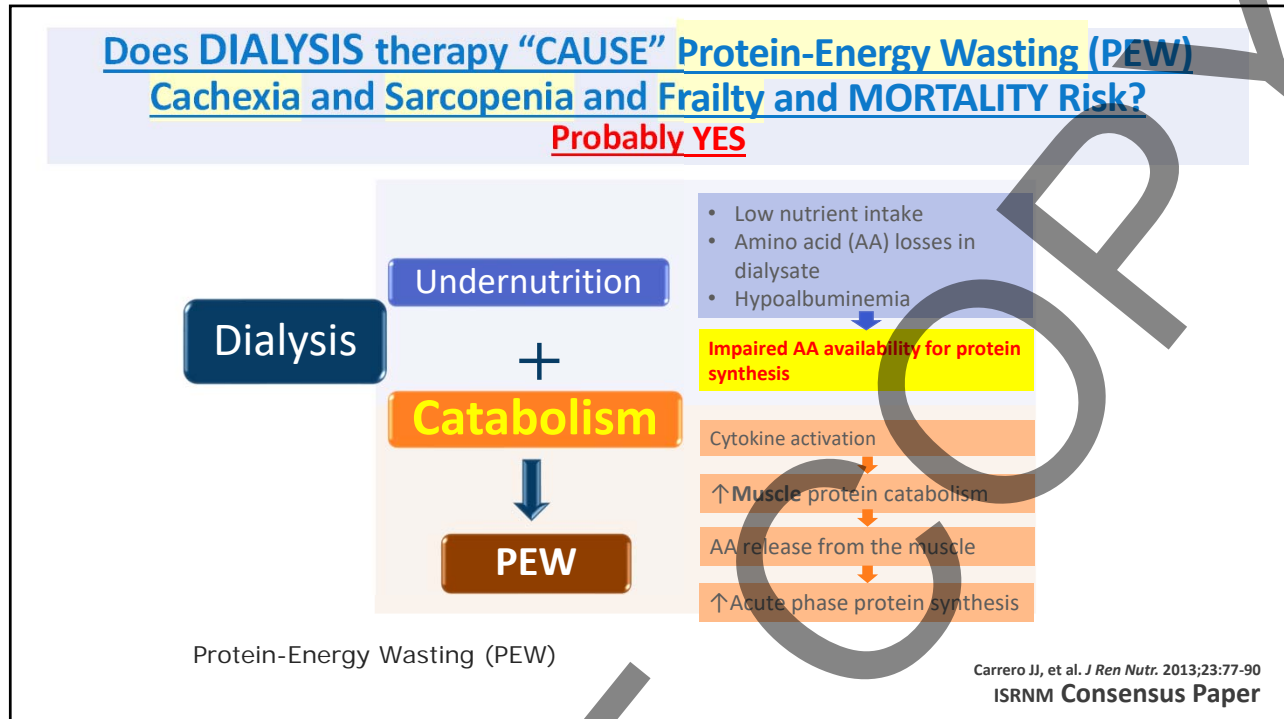 Does DIALYSIS therapy “CAUSE” Protein-Energy Wasting (PEW)
Cachexia and Sarcopenia and Frailty and MORTALITY Risk?
Probably YES
Dialysis
Undernutrition
+
Catabolism
PEW
• Low nutrient intake
• Amino acid (AA) losses in
dialysate
• Hypoalbuminemia
Impaired AA availability for protein
synthesis
Cytokine activation
↑Muscle protein catabolism
AA release from the muscle
↑Acute phase protein synthesis
Protein-Energy Wasting (PEW)
Carrero JJ, et al. J Ren Nutr. 2013;23:77-90
ISRNM Consensus Paper
COPY